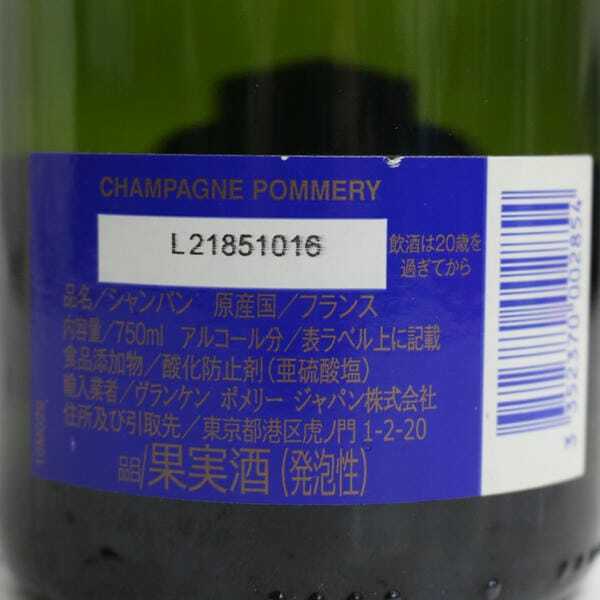 CHAMPAGNE POMMERY
L21851016
飲酒は20歳を
過ぎてから
品名/シャンパン 原産国/フランス
内容量/750ml アルコール分/表ラベル上に記載
食品添加物/酸化防止剤(亜硫酸塩)
輸入業者/ヴランケン ポメリー ジャパン株式会社
住所及び引取先/東京都港区虎ノ門 1-2-20
品目/果実酒(発泡性)
3 352370 002854